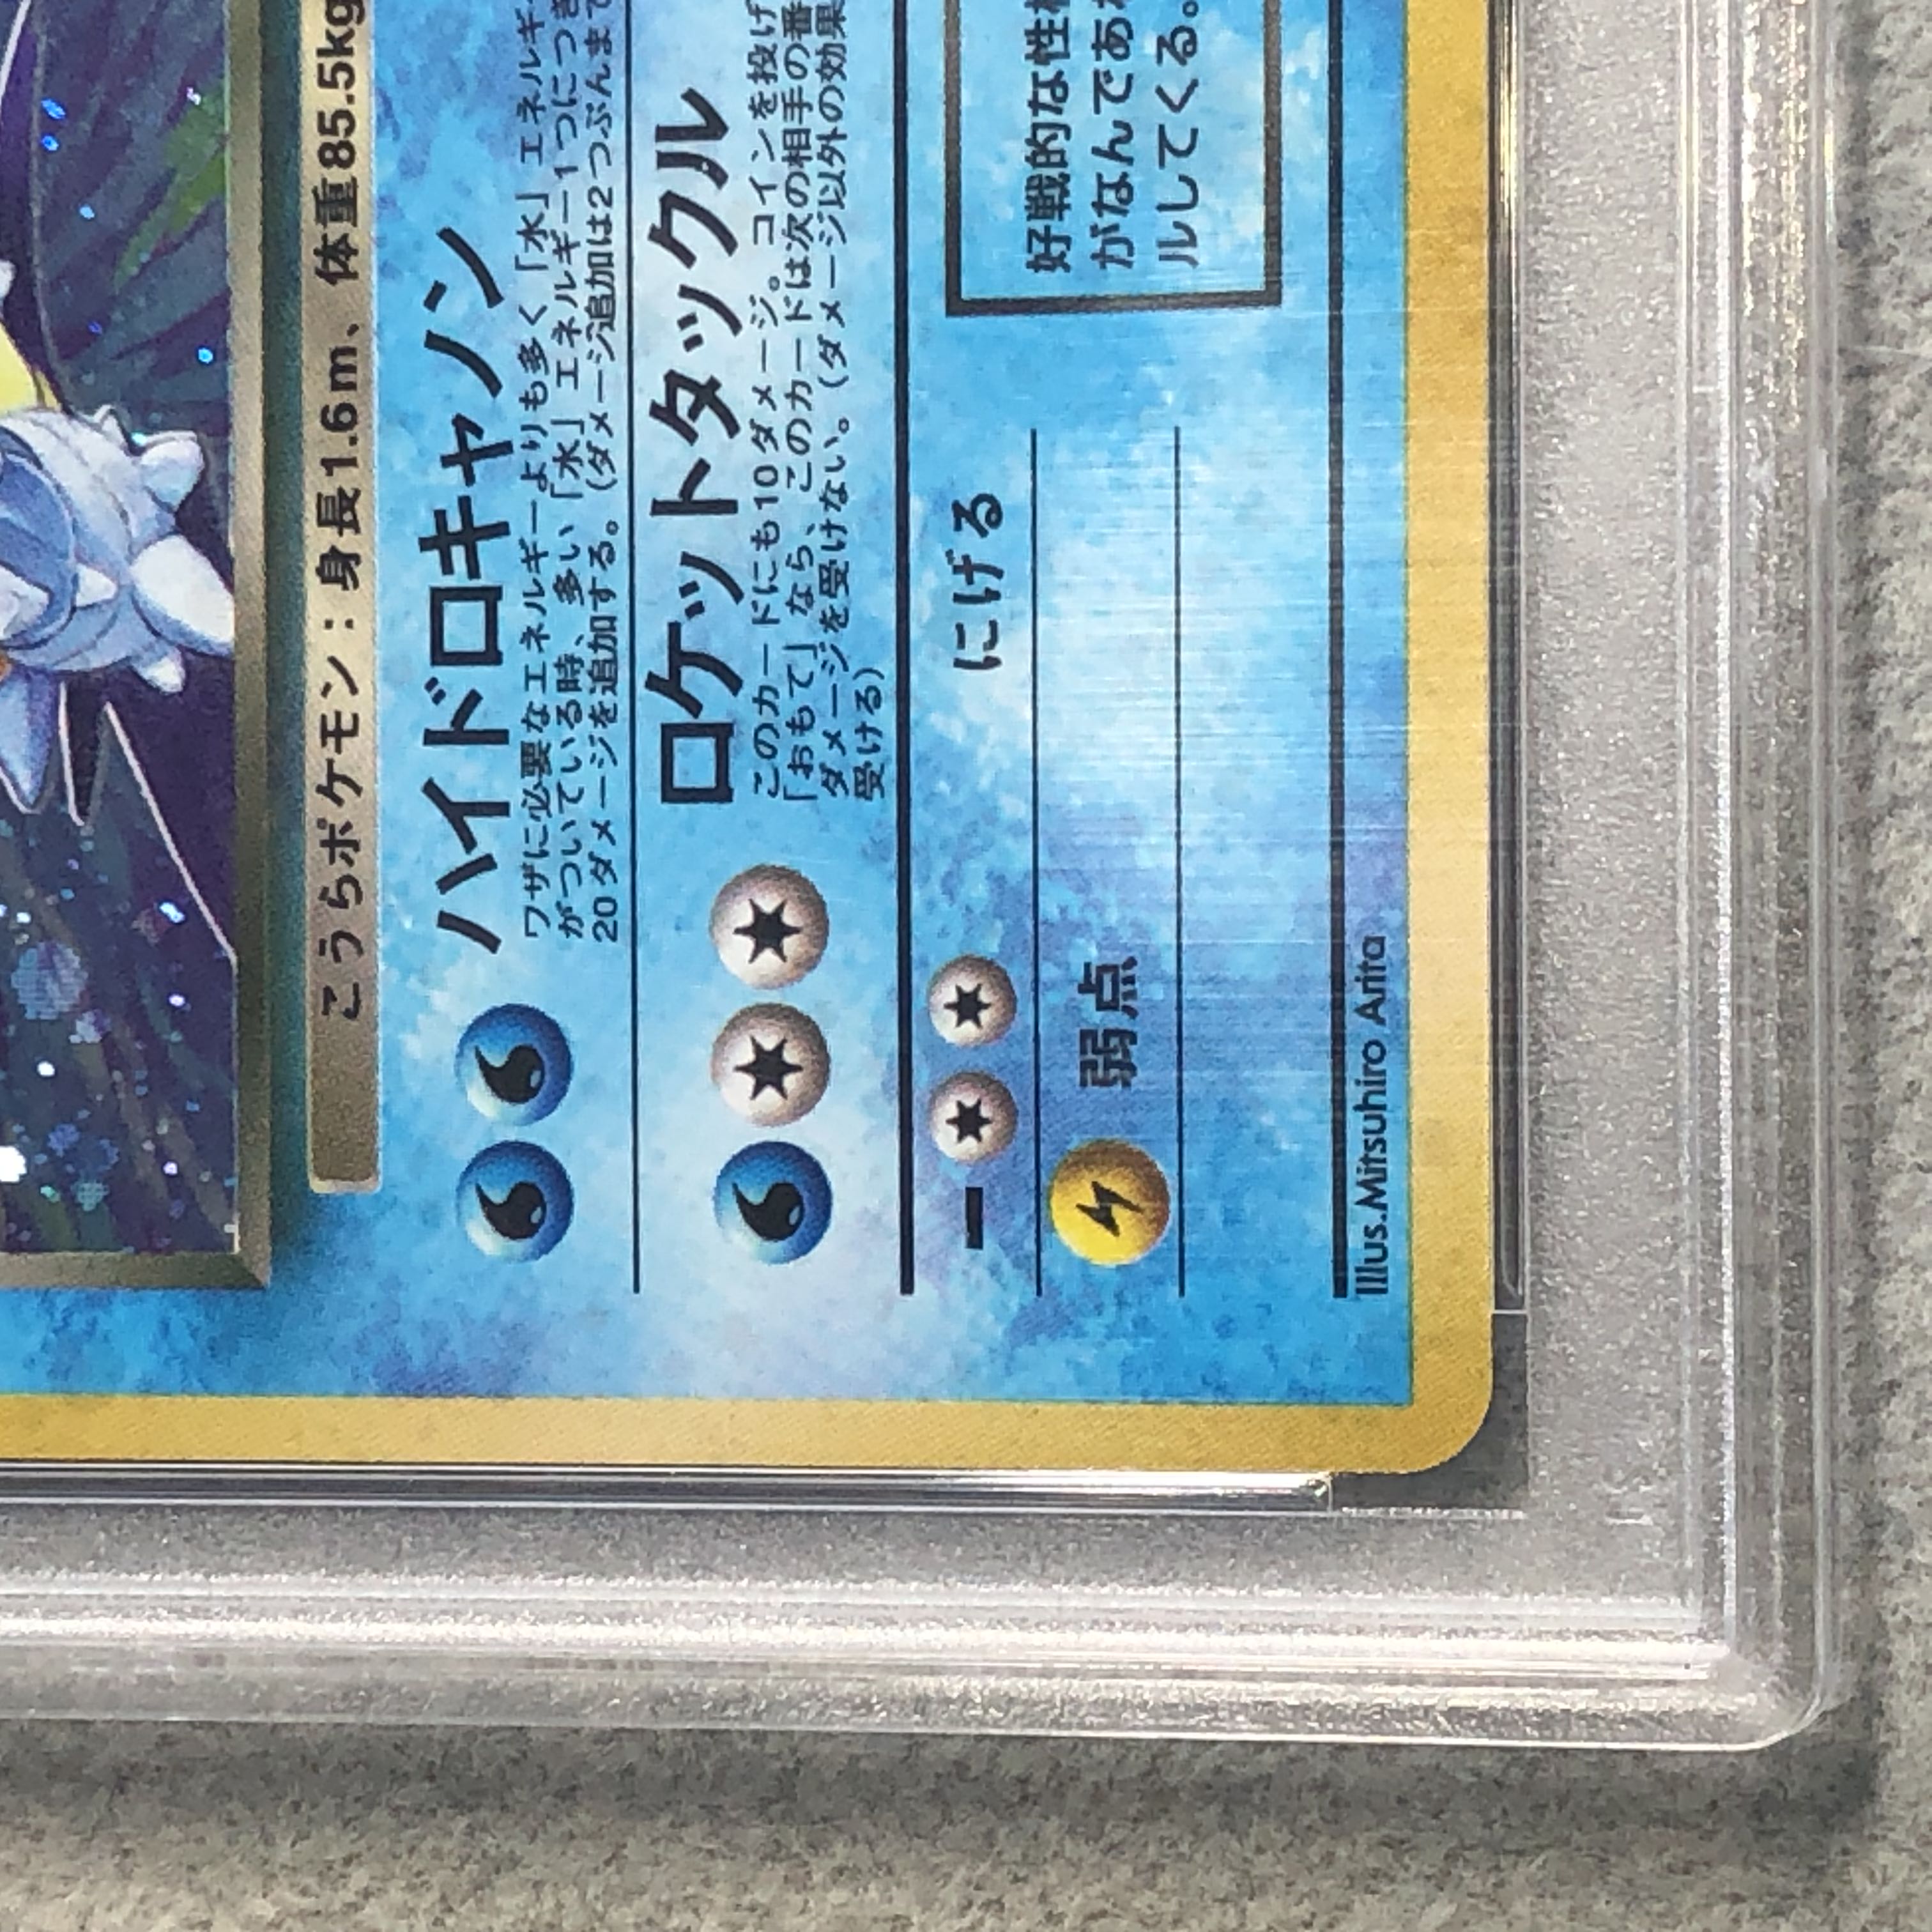 こうらポケモン：身長1.6m、体重85.5kg
ハイドロキャノン
ワザに必要なエネルギーよりも多く「水」エネルギー
がついている時、多い「水」エネルギー1つにつき
20ダメージを追加する。（ダメージ追加は2つぶんまで
ロケットタックル
このカードにも10ダメージ。コインを投げ
「おもて」なら、このカードは次の相手の番
ダメージを受けない。（ダメージ以外の効果
受ける）
ー にげる
弱点
好戦的な性格
がなんであれ
ルしてくる。
Illus.Mitsuhiro Arita